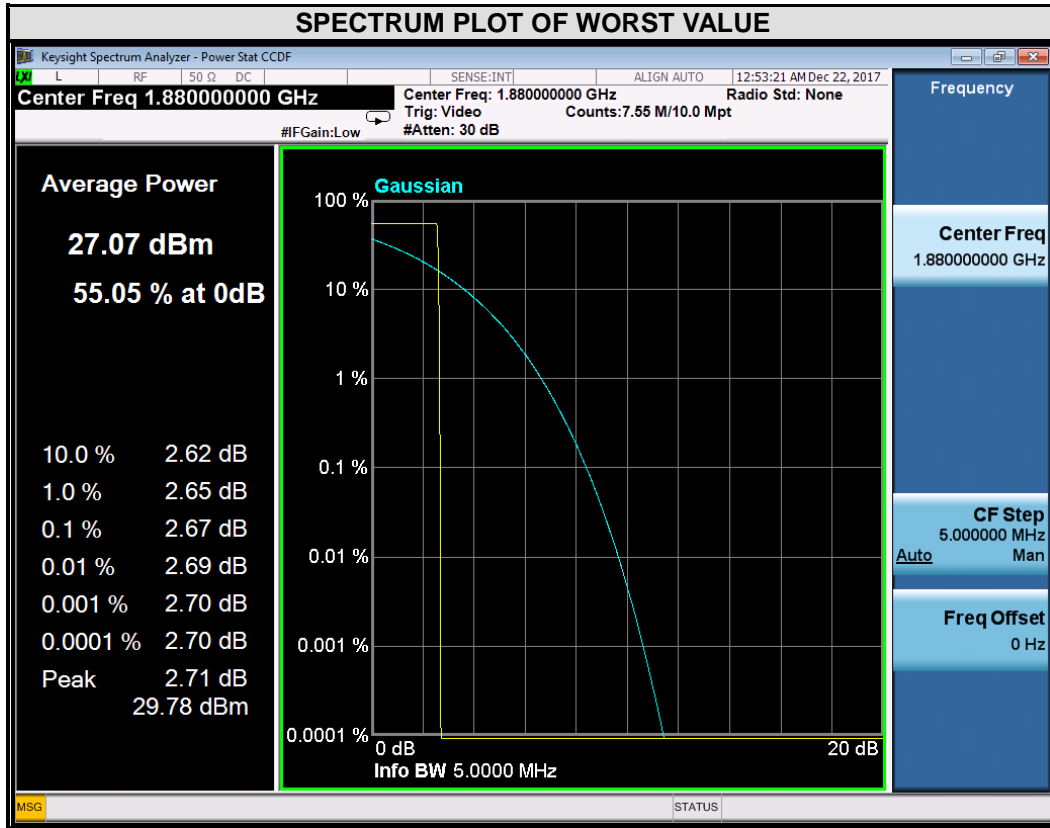 SPECTRUM PLOT OF WORST VALUE
Keysight Spectrum Analyzer - Power Stat CCDF
LXI L RF 50 Ω DC SENSE:INT ALIGN AUTO 12:53:21 AM Dec 22, 2017
Center Freq 1.880000000 GHz
Center Freq: 1.880000000 GHz Radio Std: None
Trig: Video Counts:7.55 M/10.0 Mpt
#IFGain:Low #Atten: 30 dB
Frequency
Average Power
27.07 dBm
55.05 % at 0dB
10.0 % 2.62 dB
1.0 % 2.65 dB
0.1 % 2.67 dB
0.01 % 2.69 dB
0.001 % 2.70 dB
0.0001 % 2.70 dB
Peak 2.71 dB
29.78 dBm
Gaussian
100 %
10 %
1 %
0.1 %
0.01 %
0.001 %
0.0001 %
0 dB 20 dB
Info BW 5.0000 MHz
Center Freq
1.880000000 GHz
CF Step
5.000000 MHz
Auto Man
Freq Offset
0 Hz
MSG STATUS